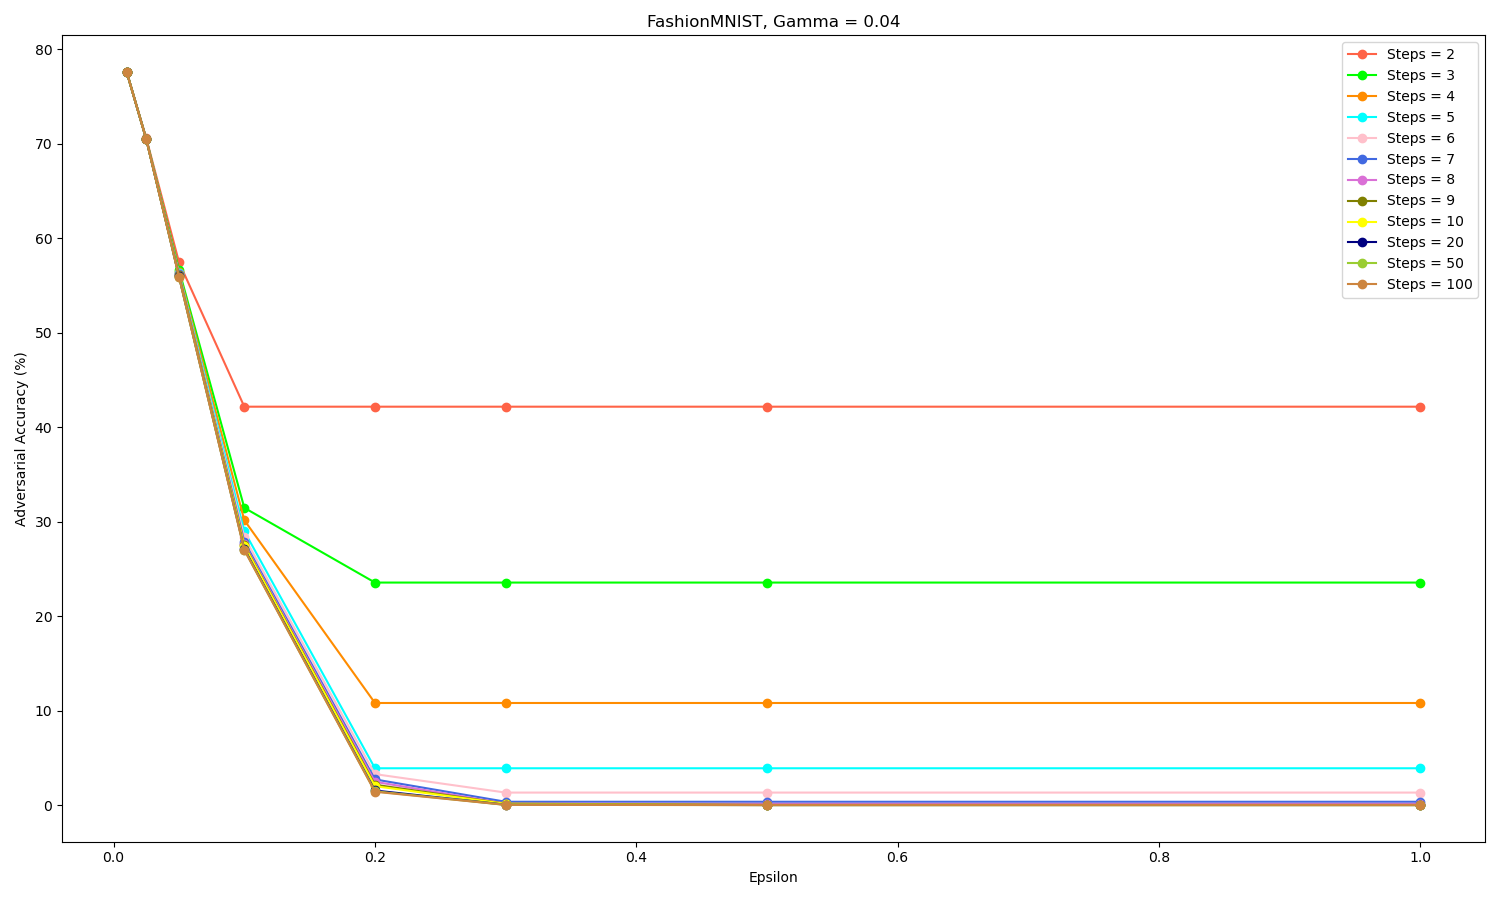 FashionMNIST, Gamma = 0.04
80
70
60
50
40
30
20
10
0
Adversarial Accuracy (%)
Steps = 2
Steps = 3
Steps = 4
Steps = 5
Steps = 6
Steps = 7
Steps = 8
Steps = 9
Steps = 10
Steps = 20
Steps = 50
Steps = 100
0.0 0.2 0.4 0.6 0.8 1.0
Epsilon